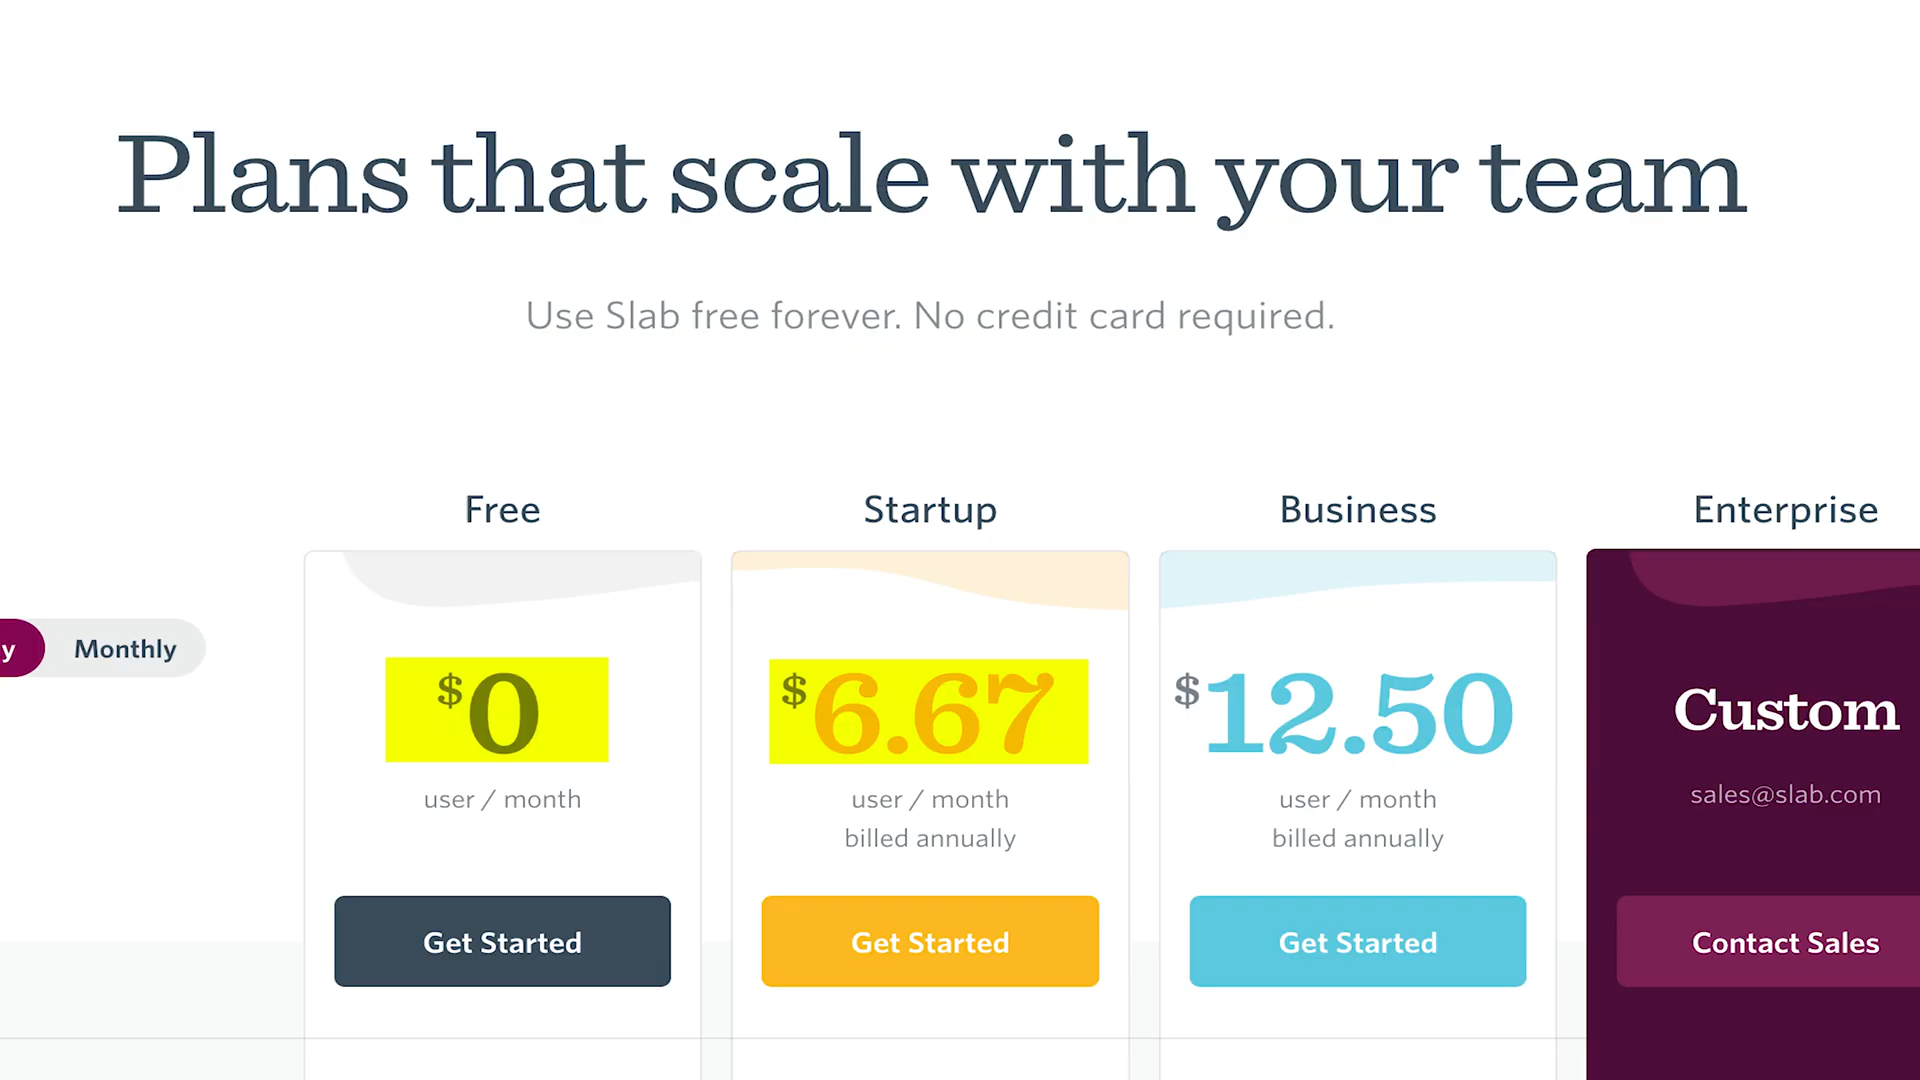 Plans that scale with your team
Use Slab free forever. No credit card required.
Free
Startup
Business
Enterprise
y
Monthly
$0
$6.67
$12.50
Custom
user / month
user / month
user / month
sales@slab.com
billed annually
billed annually
Get Started
Get Started
Get Started
Contact Sales